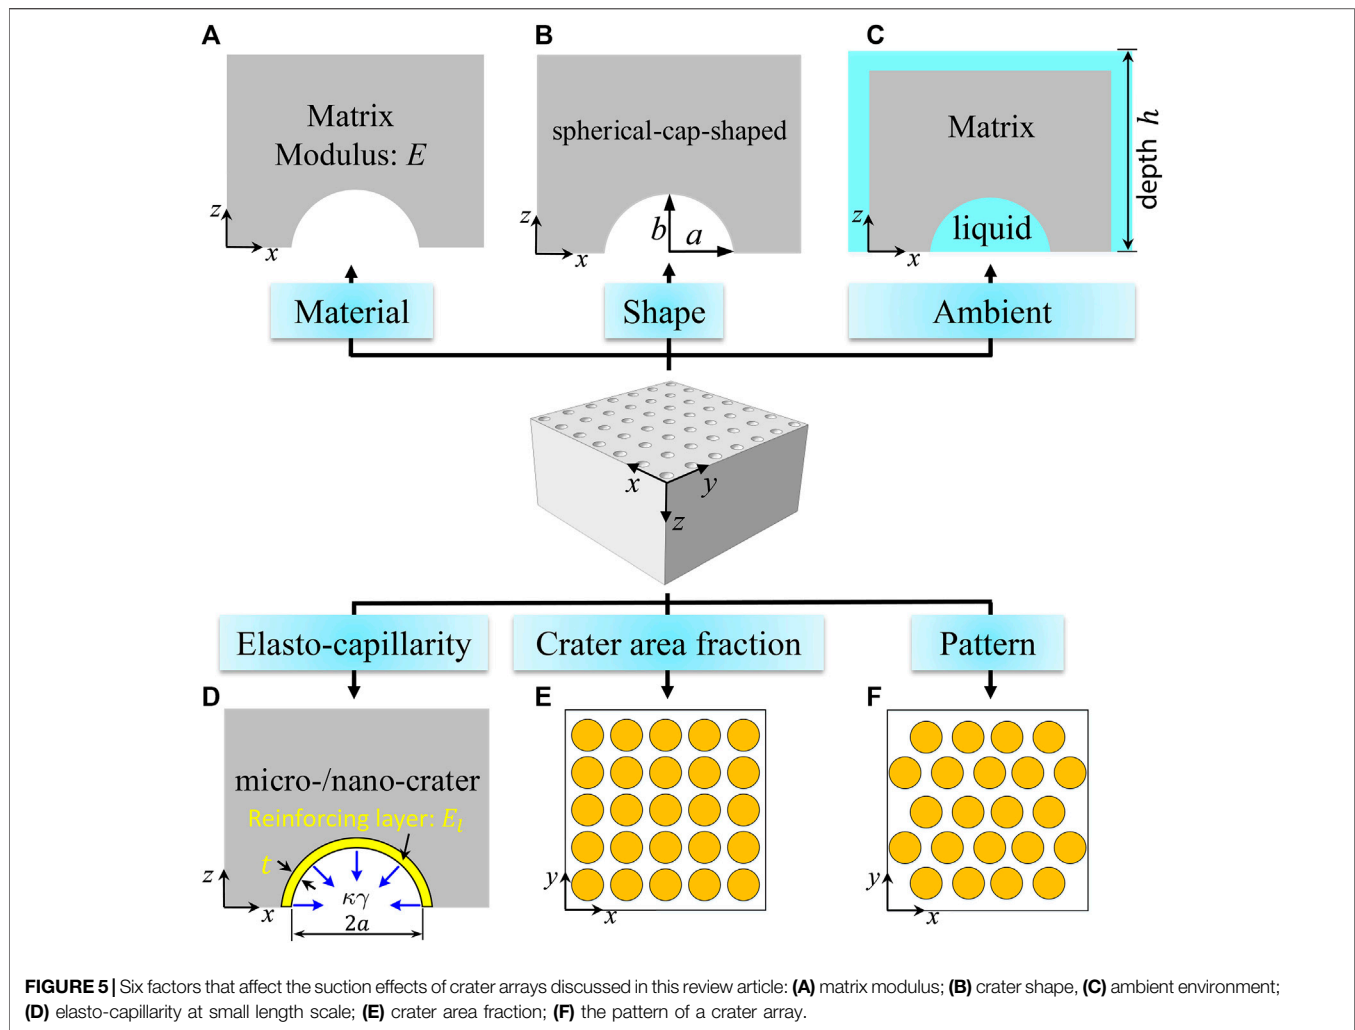 A
Matrix
Modulus: E
z
x
B
spherical-cap-shaped
b
a
z
x
C
Matrix
liquid
depth h
z
x
Material
Shape
Ambient
x
y
z
Elasto-capillarity
Crater area fraction
Pattern
D
micro-/nano-crater
Reinforcing layer: E_l
t
κγ
2a
z
x
E
y
x
F
y
x
FIGURE 5 | Six factors that affect the suction effects of crater arrays discussed in this review article: (A) matrix modulus; (B) crater shape, (C) ambient environment;
(D) elasto-capillarity at small length scale; (E) crater area fraction; (F) the pattern of a crater array.